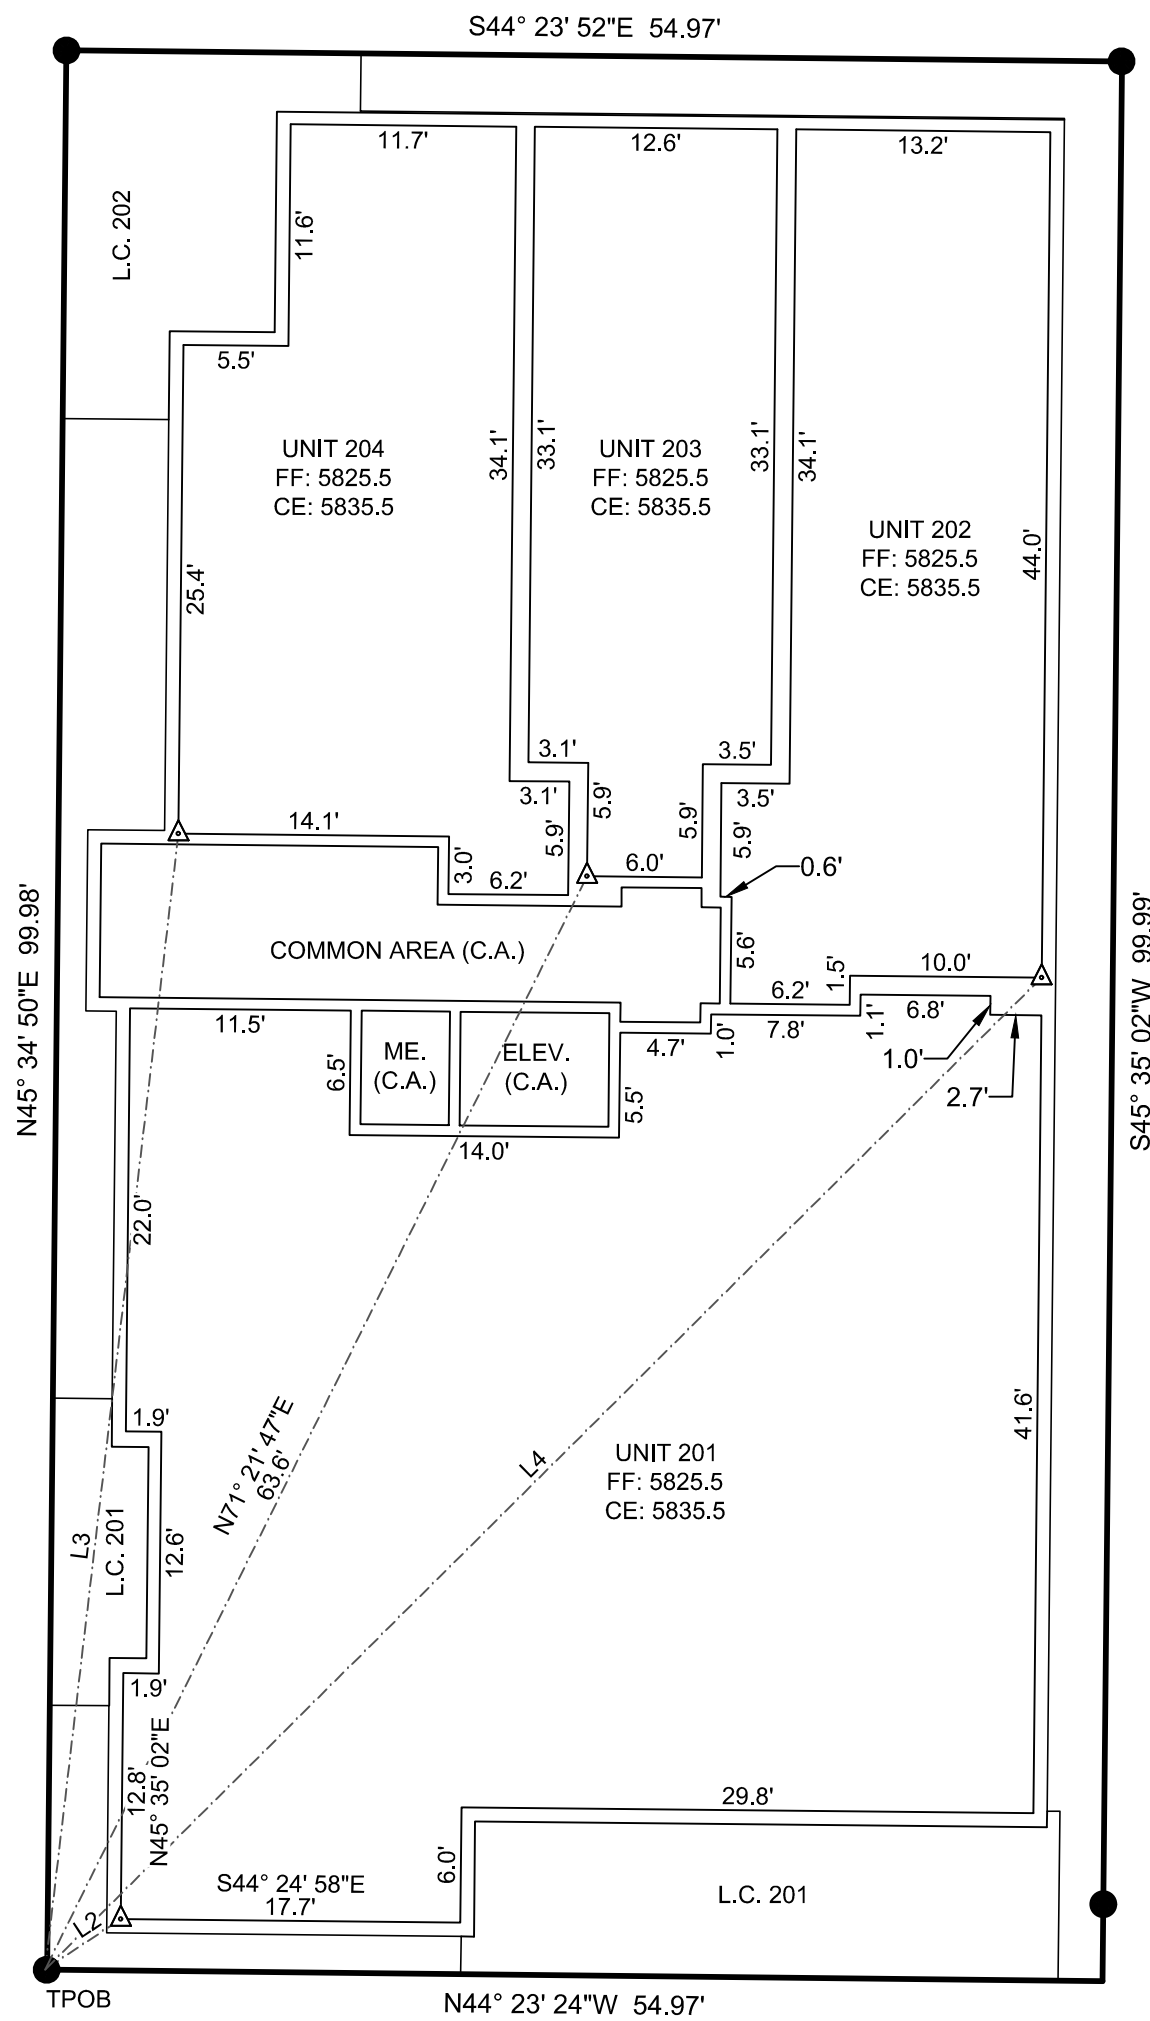 S44° 23' 52"E 54.97'
11.7'
12.6'
13.2'
L.C. 202
11.6'
5.5'
UNIT 204
FF: 5825.5
CE: 5835.5
34.1'
33.1'
UNIT 203
FF: 5825.5
CE: 5835.5
33.1'
34.1'
UNIT 202
FF: 5825.5
CE: 5835.5
44.0'
25.4'
3.1'
3.5'
3.1'
3.5'
5.9'
5.9'
5.9'
5.9'
14.1'
3.0'
6.2'
6.0'
0.6'
N45° 34' 50"E 99.98'
S45° 35' 02"W 99.99'
COMMON AREA (C.A.)
5.6'
1.5'
10.0'
6.2'
11.5'
6.5'
ME.
(C.A.)
ELEV.
(C.A.)
4.7'
1.0'
7.8'
1.1'
6.8'
1.0'
2.7'
5.5'
14.0'
22.0'
1.9'
41.6'
N71° 21' 47"E
63.6'
L4
UNIT 201
FF: 5825.5
CE: 5835.5
L3
L.C. 201
12.6'
1.9'
12.8'
N45° 35' 02"E
29.8'
6.0'
S44° 24' 58"E
17.7'
L2
L.C. 201
TPOB
N44° 23' 24"W 54.97'